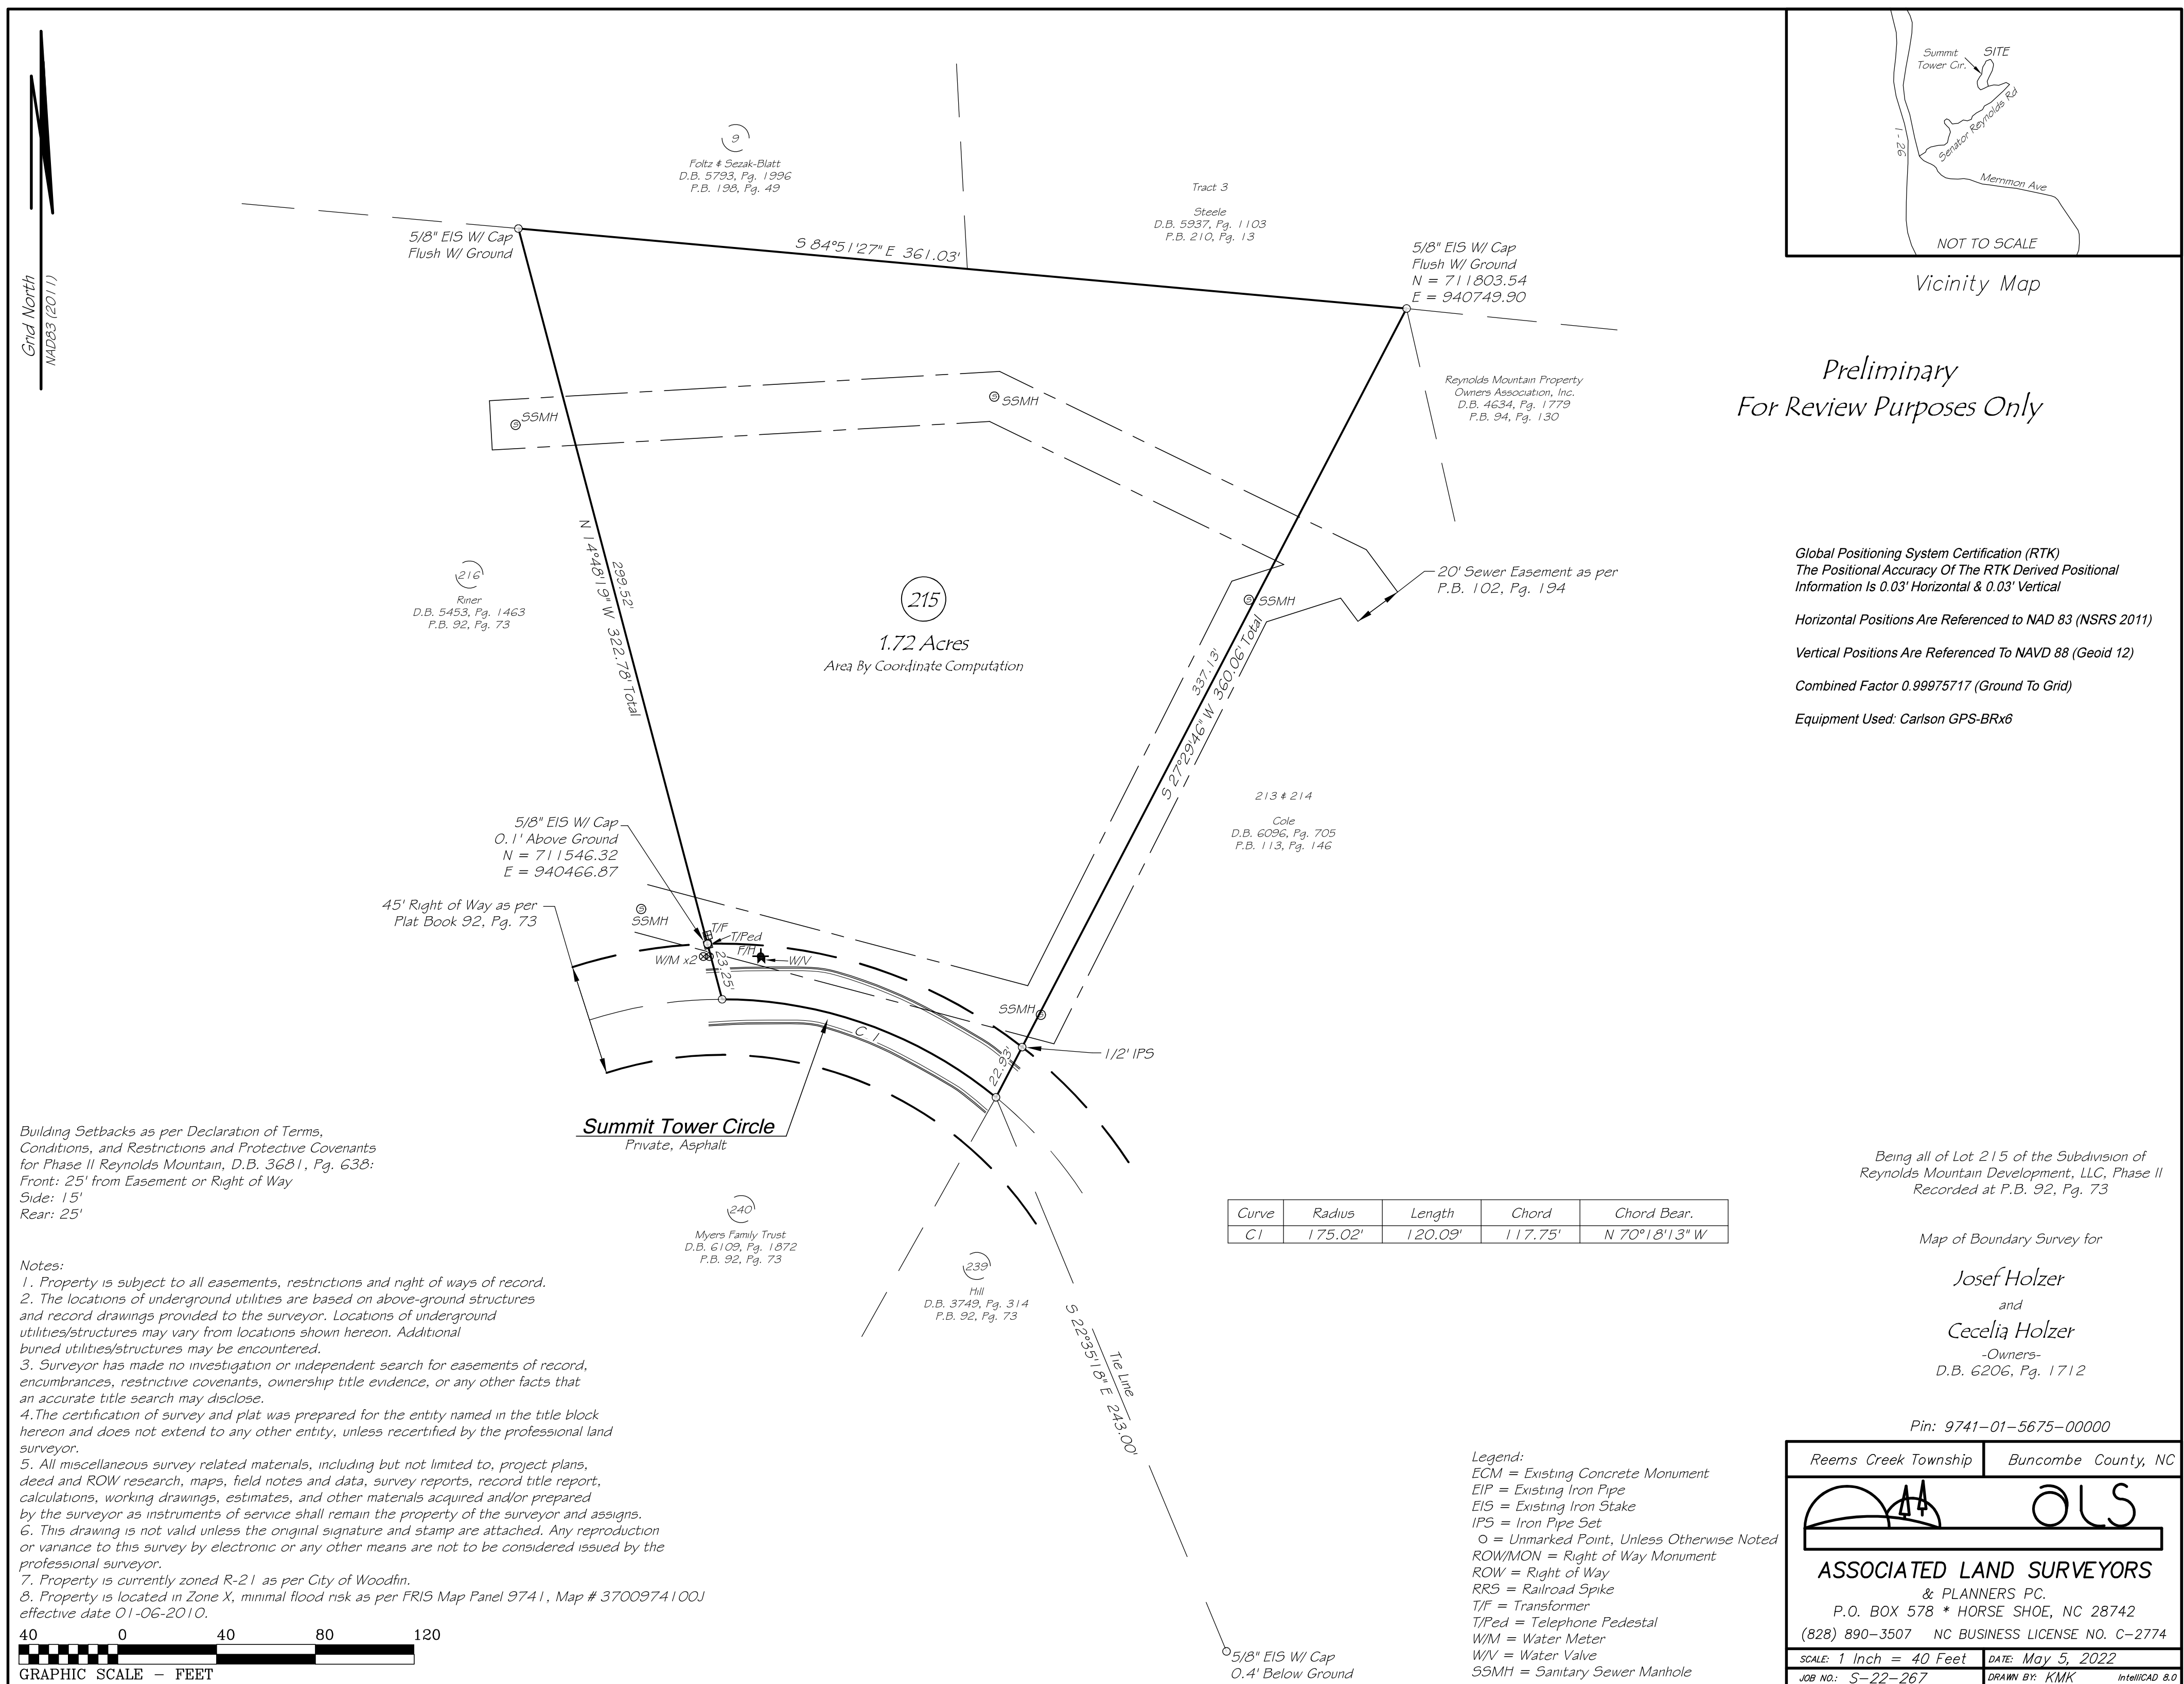 Grid North
NAD83 (2011)
9
Foltz & Sezak-Blatt
D.B. 5793, Pg. 1996
P.B. 198, Pg. 49
Tract 3
Steele
D.B. 5937, Pg. 1103
P.B. 210, Pg. 13
5/8" EIS W/ Cap
Flush W/ Ground
S 84°51'27" E 361.03'
5/8" EIS W/ Cap
Flush W/ Ground
N = 711803.54
E = 940749.90
Summit
Tower Cir.
SITE
I-26
Senator Reynolds Rd
Merrimon Ave
NOT TO SCALE
Vicinity Map
Preliminary
For Review Purposes Only
Reynolds Mountain Property
Owners Association, Inc.
D.B. 4634, Pg. 1779
P.B. 94, Pg. 130
SSMH
SSMH
Global Positioning System Certification (RTK)
The Positional Accuracy Of The RTK Derived Positional
Information Is 0.03' Horizontal & 0.03' Vertical
Horizontal Positions Are Referenced to NAD 83 (NSRS 2011)
Vertical Positions Are Referenced To NAVD 88 (Geoid 12)
Combined Factor 0.99975717 (Ground To Grid)
Equipment Used: Carlson GPS-BRx6
299.52'
N 14°48'19" W 322.78' Total
216
Riner
D.B. 5453, Pg. 1463
P.B. 92, Pg. 73
215
1.72 Acres
Area By Coordinate Computation
20' Sewer Easement as per
P.B. 102, Pg. 194
SSMH
337.13'
S 27°29'46" W 360.06' Total
213 & 214
Cole
D.B. 6096, Pg. 705
P.B. 113, Pg. 146
5/8" EIS W/ Cap
0.1' Above Ground
N = 711546.32
E = 940466.87
45' Right of Way as per
Plat Book 92, Pg. 73
SSMH
T/F
T/Ped
F/H
W/M x2
W/V
23.25'
C1
SSMH
22.93'
1/2' IPS
Summit Tower Circle
Private, Asphalt
Building Setbacks as per Declaration of Terms,
Conditions, and Restrictions and Protective Covenants
for Phase II Reynolds Mountain, D.B. 3681, Pg. 638:
Front: 25' from Easement or Right of Way
Side: 15'
Rear: 25'
240
Myers Family Trust
D.B. 6109, Pg. 1872
P.B. 92, Pg. 73
239
Hill
D.B. 3749, Pg. 314
P.B. 92, Pg. 73
Tie Line
S 22°35'18" E 243.00'
5/8" EIS W/ Cap
0.4' Below Ground
Curve Radius Length Chord Chord Bear.
C1 175.02' 120.09' 117.75' N 70°18'13" W
Notes:
1. Property is subject to all easements, restrictions and right of ways of record.
2. The locations of underground utilities are based on above-ground structures
and record drawings provided to the surveyor. Locations of underground
utilities/structures may vary from locations shown hereon. Additional
buried utilities/structures may be encountered.
3. Surveyor has made no investigation or independent search for easements of record,
encumbrances, restrictive covenants, ownership title evidence, or any other facts that
an accurate title search may disclose.
4.The certification of survey and plat was prepared for the entity named in the title block
hereon and does not extend to any other entity, unless recertified by the professional land
surveyor.
5. All miscellaneous survey related materials, including but not limited to, project plans,
deed and ROW research, maps, field notes and data, survey reports, record title report,
calculations, working drawings, estimates, and other materials acquired and/or prepared
by the surveyor as instruments of service shall remain the property of the surveyor and assigns.
6. This drawing is not valid unless the original signature and stamp are attached. Any reproduction
or variance to this survey by electronic or any other means are not to be considered issued by the
professional surveyor.
7. Property is currently zoned R-21 as per City of Woodfin.
8. Property is located in Zone X, minimal flood risk as per FRIS Map Panel 9741, Map # 3700974100J
effective date 01-06-2010.
40 0 40 80 120
GRAPHIC SCALE – FEET
Legend:
ECM = Existing Concrete Monument
EIP = Existing Iron Pipe
EIS = Existing Iron Stake
IPS = Iron Pipe Set
O = Unmarked Point, Unless Otherwise Noted
ROW/MON = Right of Way Monument
ROW = Right of Way
RRS = Railroad Spike
T/F = Transformer
T/Ped = Telephone Pedestal
W/M = Water Meter
W/V = Water Valve
SSMH = Sanitary Sewer Manhole
Being all of Lot 215 of the Subdivision of
Reynolds Mountain Development, LLC, Phase II
Recorded at P.B. 92, Pg. 73
Map of Boundary Survey for
Josef Holzer
and
Cecelia Holzer
-Owners-
D.B. 6206, Pg. 1712
Pin: 9741-01-5675-00000
Reems Creek Township Buncombe County, NC
aLS
ASSOCIATED LAND SURVEYORS
& PLANNERS PC.
P.O. BOX 578 * HORSE SHOE, NC 28742
(828) 890-3507 NC BUSINESS LICENSE NO. C-2774
SCALE: 1 Inch = 40 Feet DATE: May 5, 2022
JOB NO.: S-22-267 DRAWN BY: KMK IntelliCAD 8.0